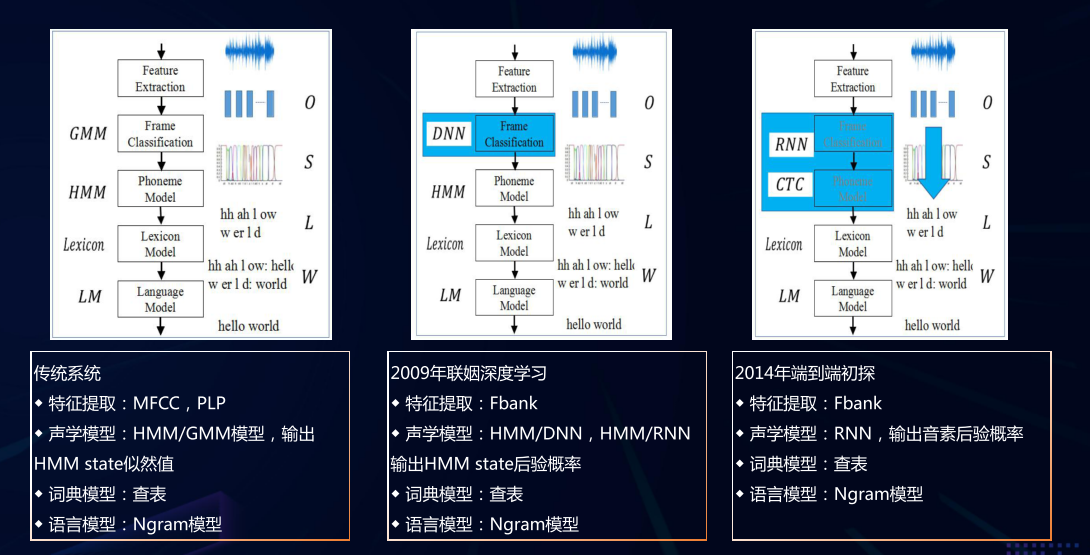 Feature
Extraction
O
GMM
Frame
Classification
S
HMM
Phoneme
Model
hh ah l ow
w er l d
L
Lexicon
Lexicon
Model
hh ah l ow: hello
w er l d: world
W
LM
Language
Model
hello world
Feature
Extraction
O
DNN
Frame
Classification
S
HMM
Phoneme
Model
hh ah l ow
w er l d
L
Lexicon
Lexicon
Model
hh ah l ow: hello
w er l d: world
W
LM
Language
Model
hello world
Feature
Extraction
O
RNN
Frame
Classification
S
CTC
Phoneme
Model
hh ah l ow
w er l d
L
Lexicon
Lexicon
Model
hh ah l ow: hello
w er l d: world
W
LM
Language
Model
hello world
传统系统
◆ 特征提取：MFCC，PLP
◆ 声学模型：HMM/GMM模型，输出
HMM state似然值
◆ 词典模型：查表
◆ 语言模型：Ngram模型
2009年联姻深度学习
◆ 特征提取：Fbank
◆ 声学模型：HMM/DNN，HMM/RNN
输出HMM state后验概率
◆ 词典模型：查表
◆ 语言模型：Ngram模型
2014年端到端初探
◆ 特征提取：Fbank
◆ 声学模型：RNN，输出音素后验概率
◆ 词典模型：查表
◆ 语言模型：Ngram模型